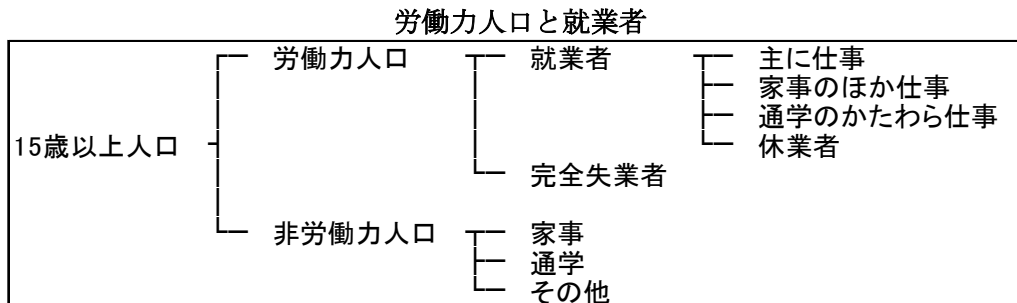 労働力人口と就業者
労働力人口 就業者 主に仕事
家事のほか仕事
通学のかたわら仕事
15歳以上人口 休業者
完全失業者
非労働力人口 家事
通学
その他